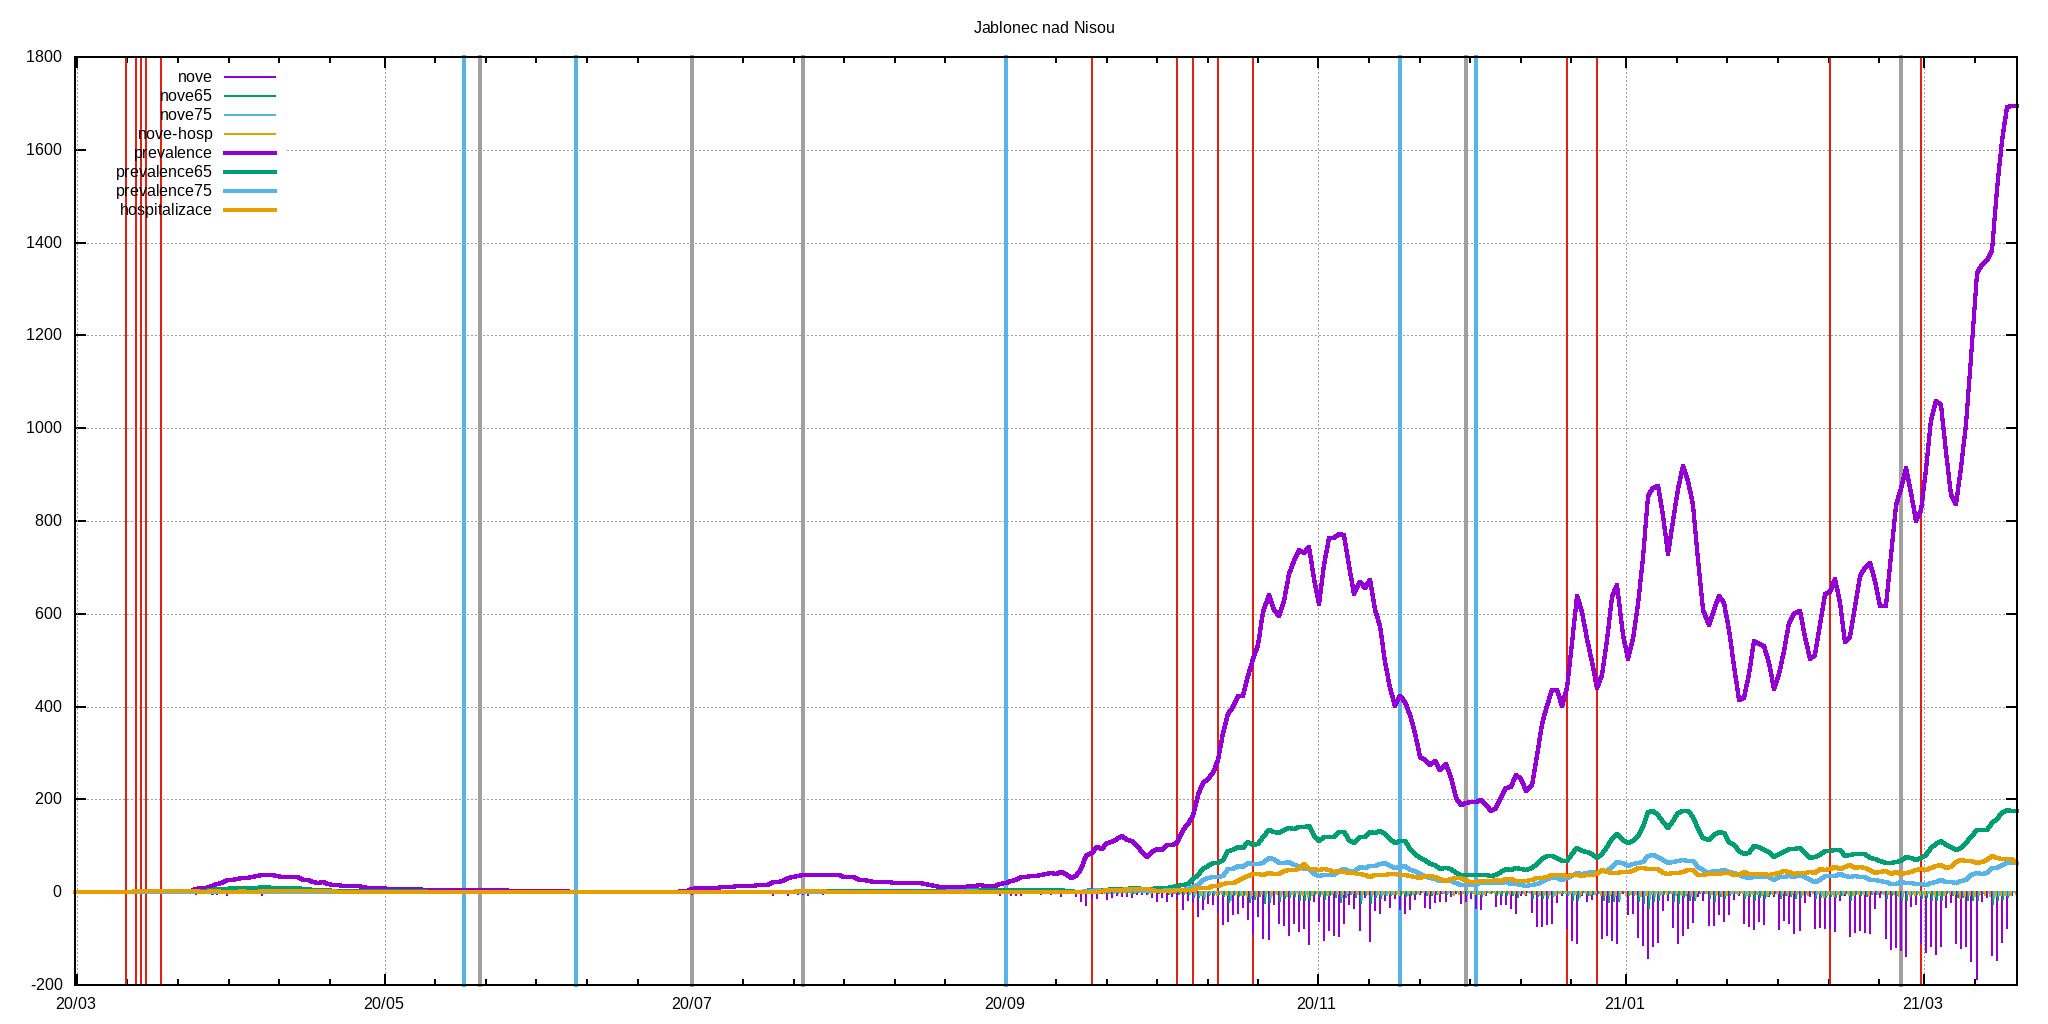 Jablonec nad Nisou
1800
1600
1400
1200
1000
800
600
400
200
0
-200
nove
nove65
nove75
nove-hosp
prevalence
prevalence65
prevalence75
hospitalizace
20/03 20/05 20/07 20/09 20/11 21/01 21/03